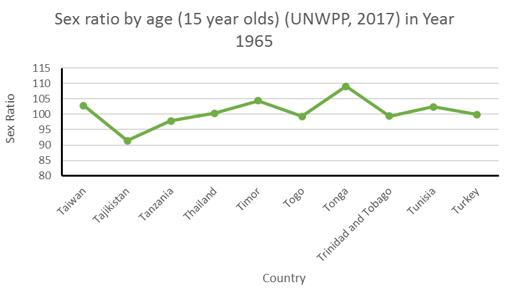 Sex ratio by age (15 year olds) (UNWPP, 2017) in Year
1965
115
110
105
100
95
90
85
80
Sex Ratio
Taiwan
Tajikistan
Tanzania
Thailand
Timor
Togo
Tonga
Trinidad and Tobago
Tunisia
Turkey
Country